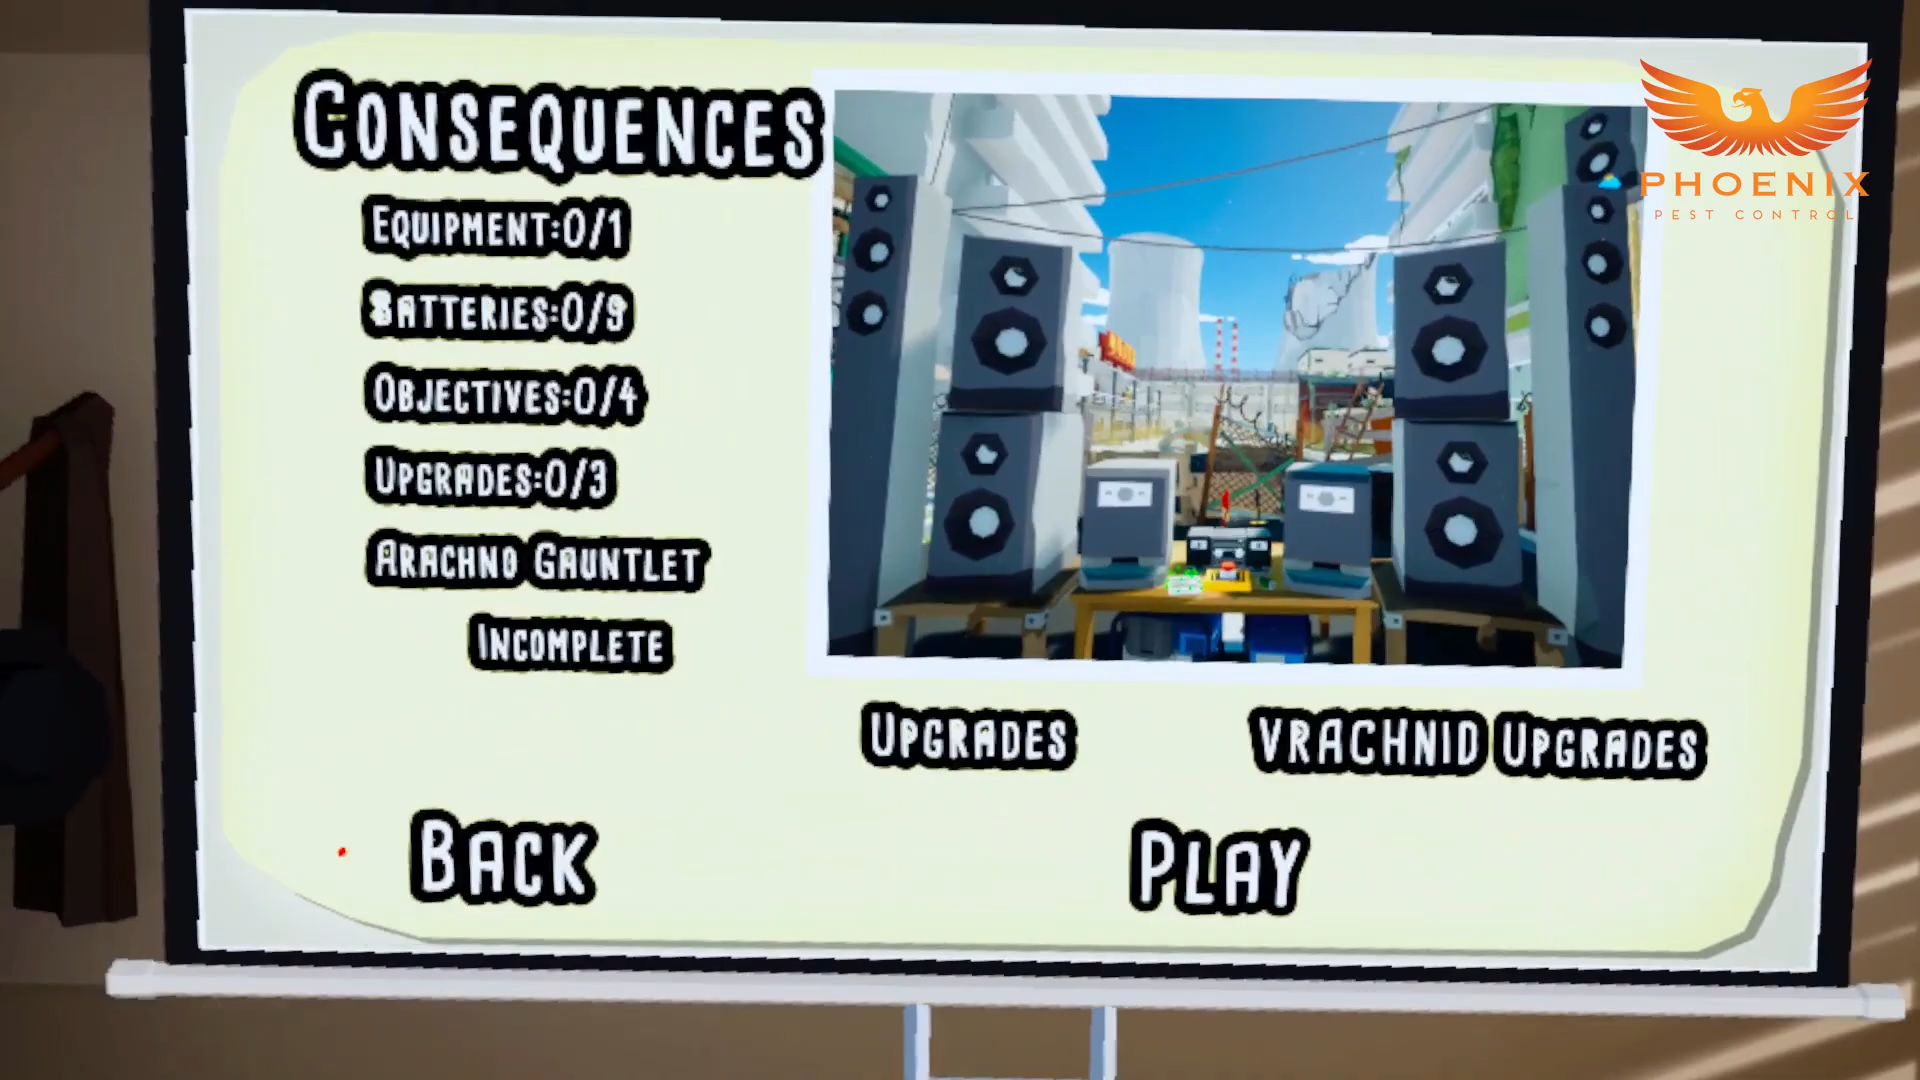 CONSEQUENCES
EQUIPMENT:0/1
BATTERIES:0/9
OBJECTIVES:0/4
UPGRADES:0/3
ARACHNO GAUNTLET
INCOMPLETE
UPGRADES
VRACHNID UPGRADES
BACK
PLAY
PHOENIX
PEST CONTROL